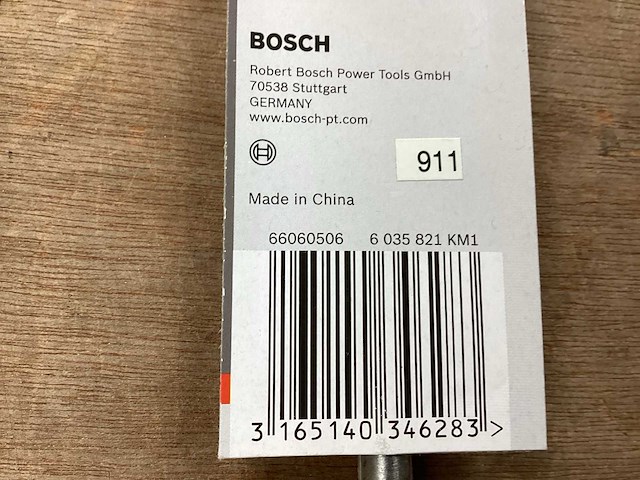 BOSCH
Robert Bosch Power Tools GmbH
70538 Stuttgart
GERMANY
www.bosch-pt.com
911
Made in China
66060506 6 035 821 KM1
3 165140 346283 >